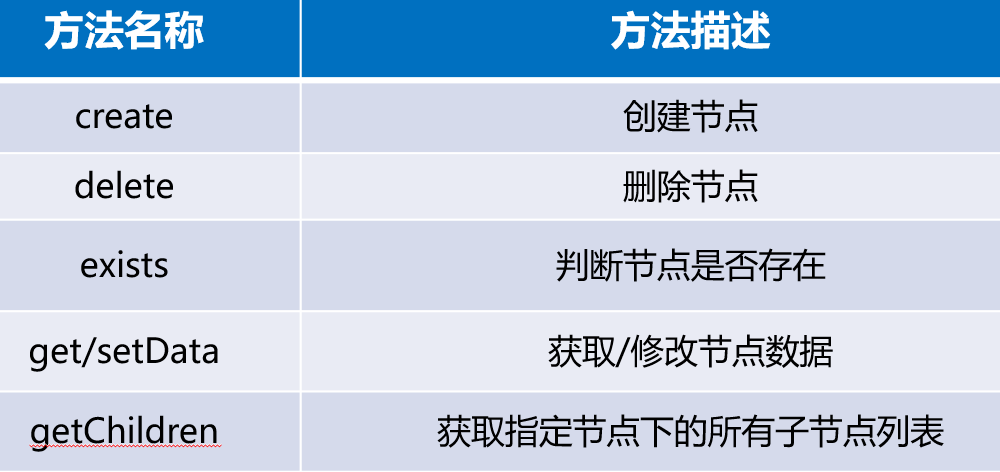 方法名称 方法描述
create 创建节点
delete 删除节点
exists 判断节点是否存在
get/setData 获取/修改节点数据
getChildren 获取指定节点下的所有子节点列表